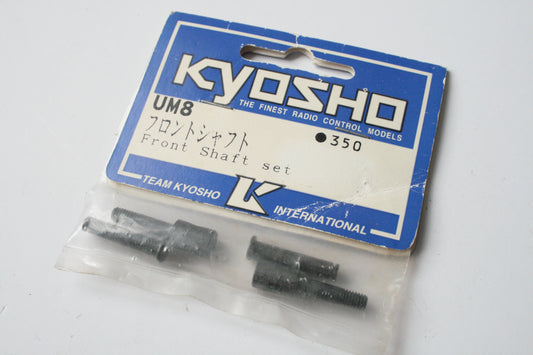 KYOSHO
THE FINEST RADIO CONTROL MODELS
UM8
フロントシャフト ●350
Front Shaft set
TEAM KYOSHO K INTERNATIONAL